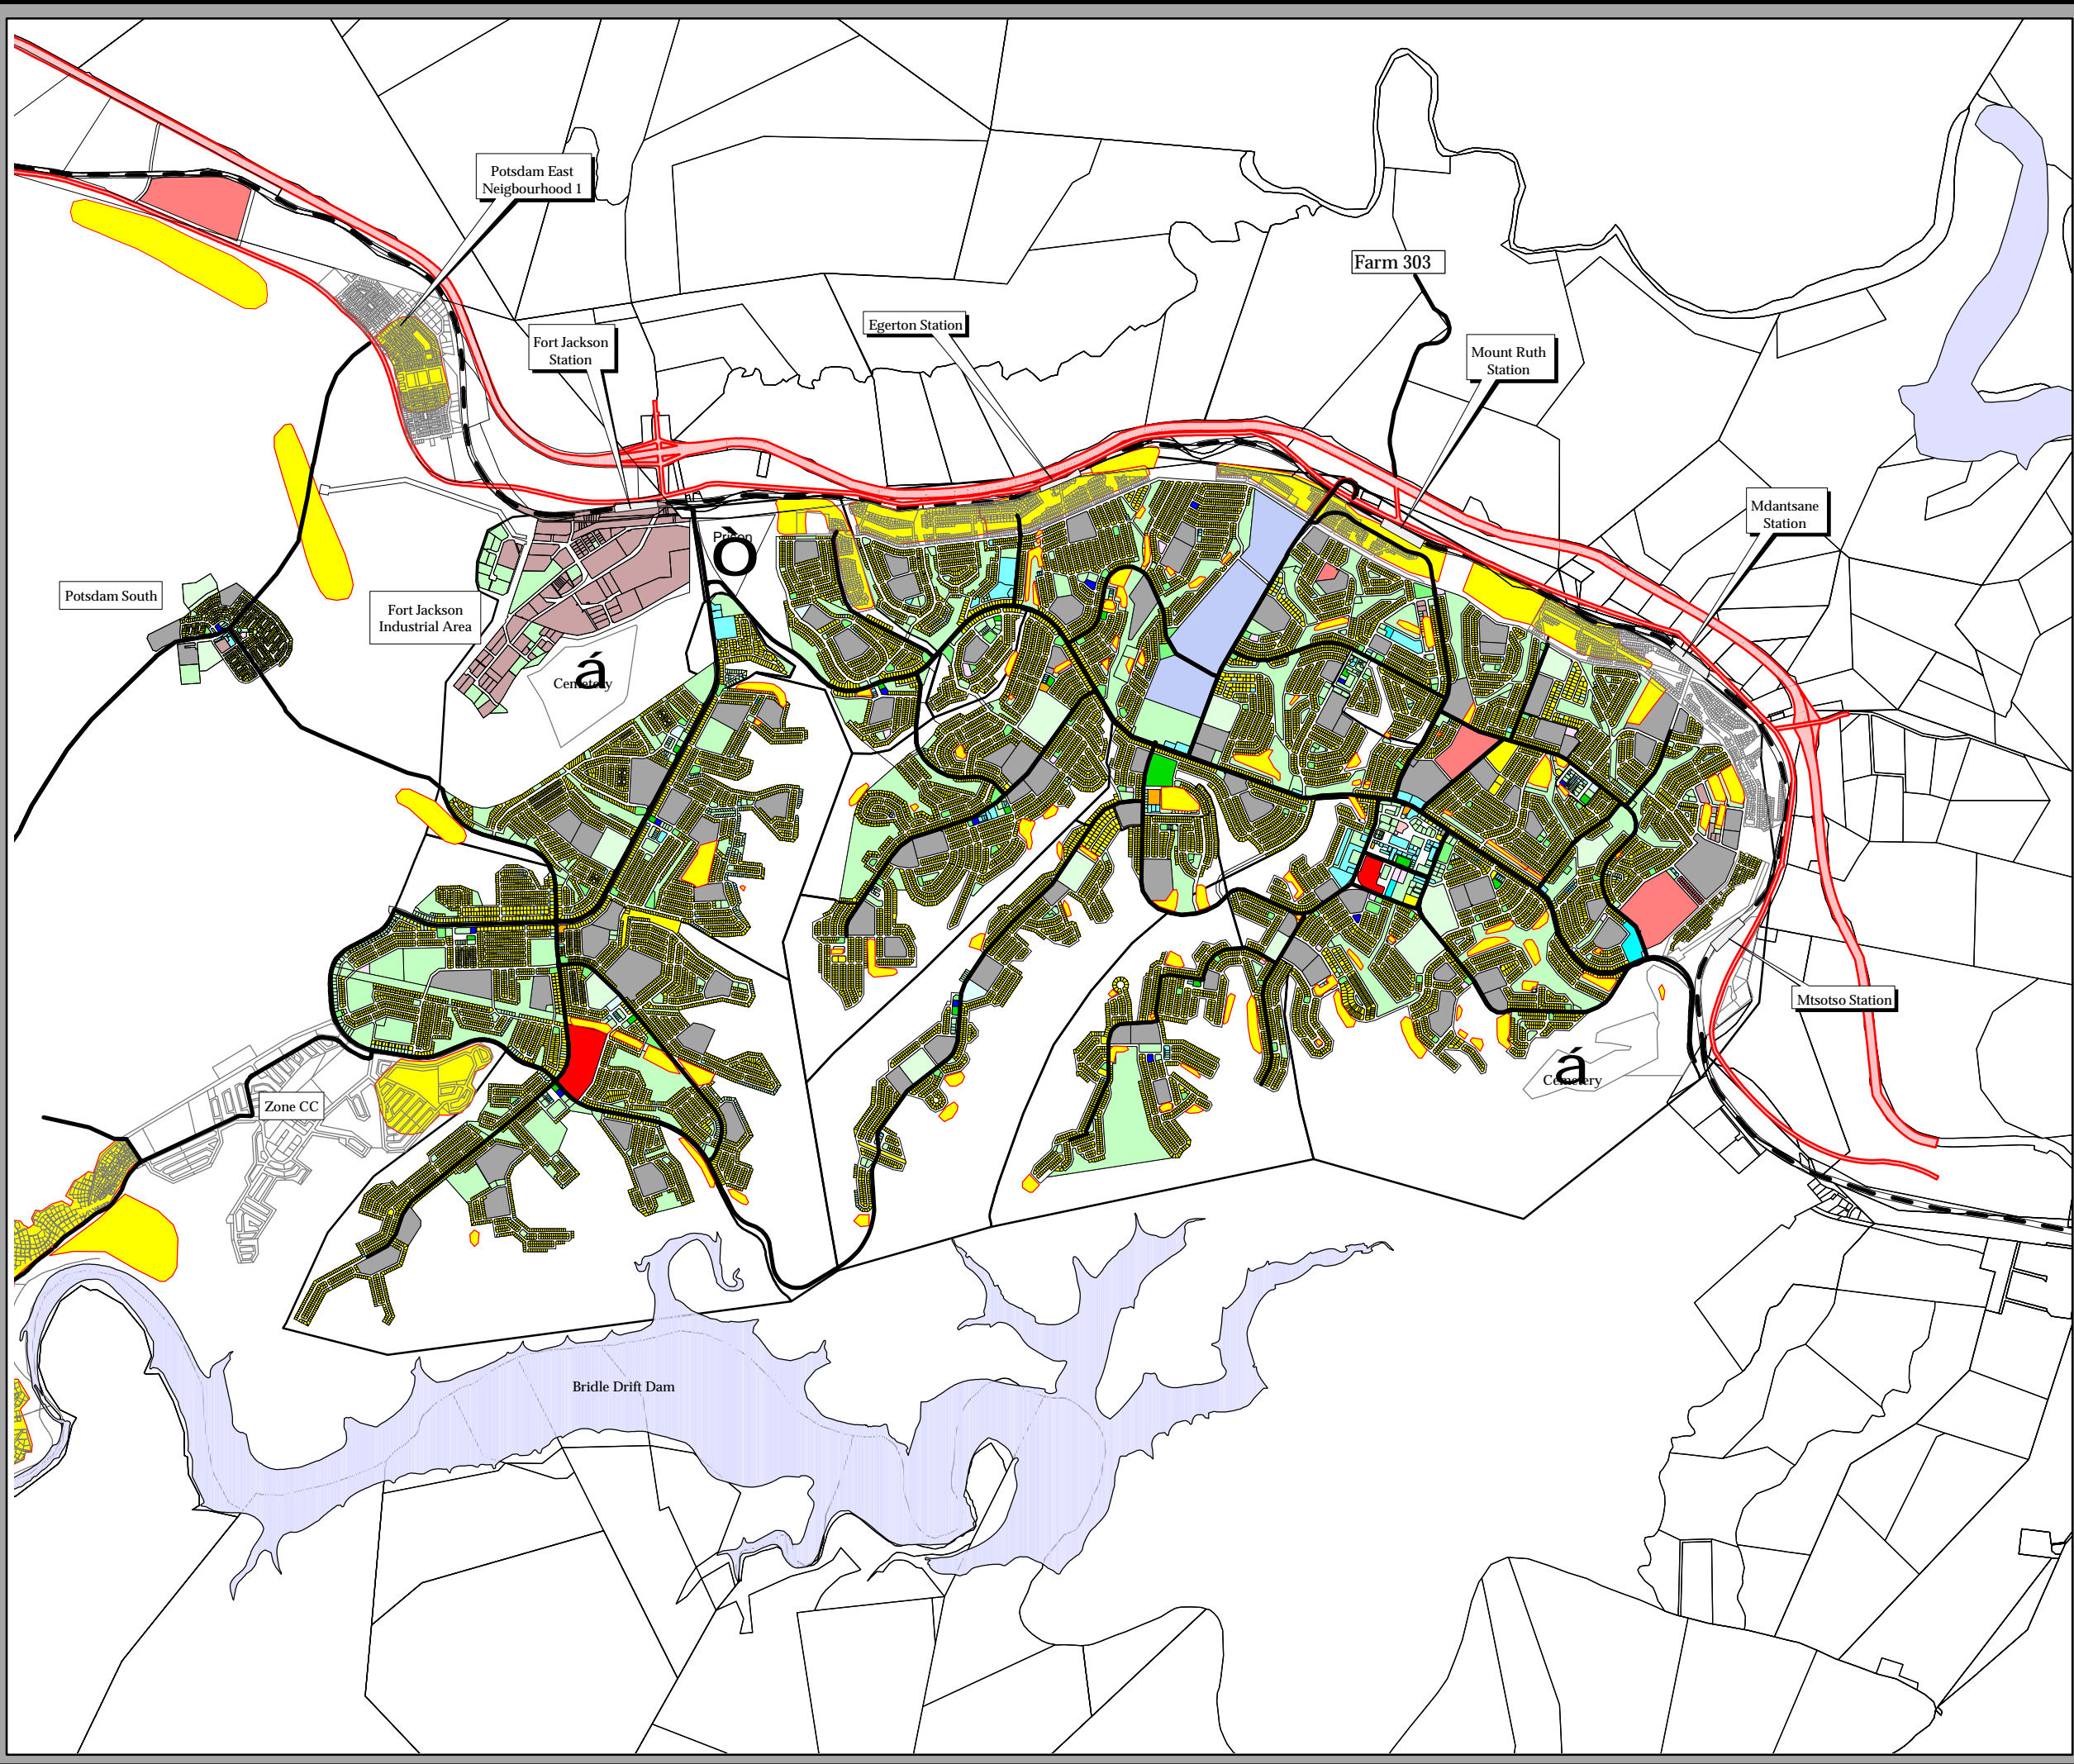 Potsdam East
Neigbourhood 1
Farm 303
Egerton Station
Fort Jackson
Station
Mount Ruth
Station
Mdantsane
Station
Prison
Ò
Potsdam South
Fort Jackson
Industrial Area
á
Cemetery
Mtsotso Station
á
Cemetery
Zone CC
Bridle Drift Dam